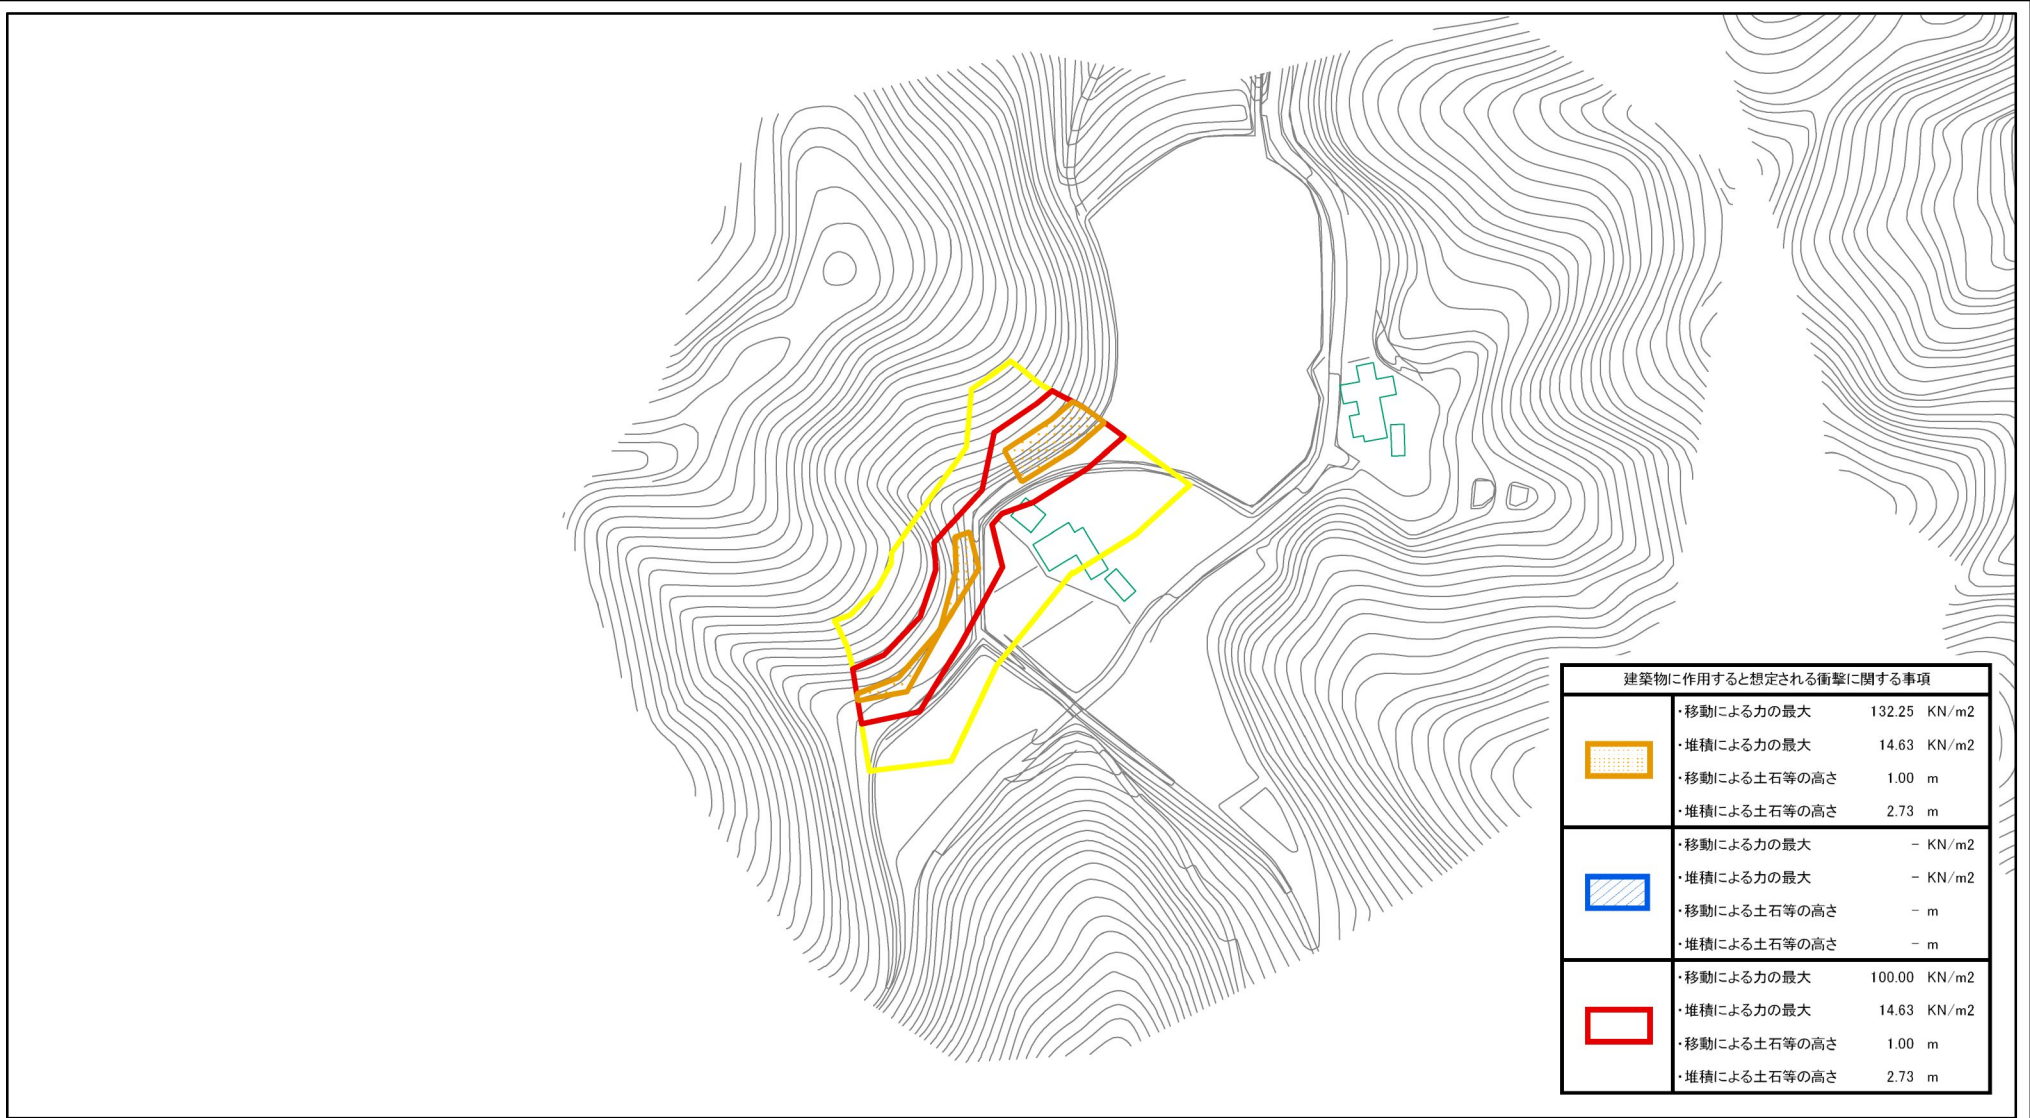 建築物に作用すると想定される衝撃に関する事項
・移動による力の最大 132.25 KN/m2
・堆積による力の最大 14.63 KN/m2
・移動による土石等の高さ 1.00 m
・堆積による土石等の高さ 2.73 m
・移動による力の最大 - KN/m2
・堆積による力の最大 - KN/m2
・移動による土石等の高さ - m
・堆積による土石等の高さ - m
・移動による力の最大 100.00 KN/m2
・堆積による力の最大 14.63 KN/m2
・移動による土石等の高さ 1.00 m
・堆積による土石等の高さ 2.73 m